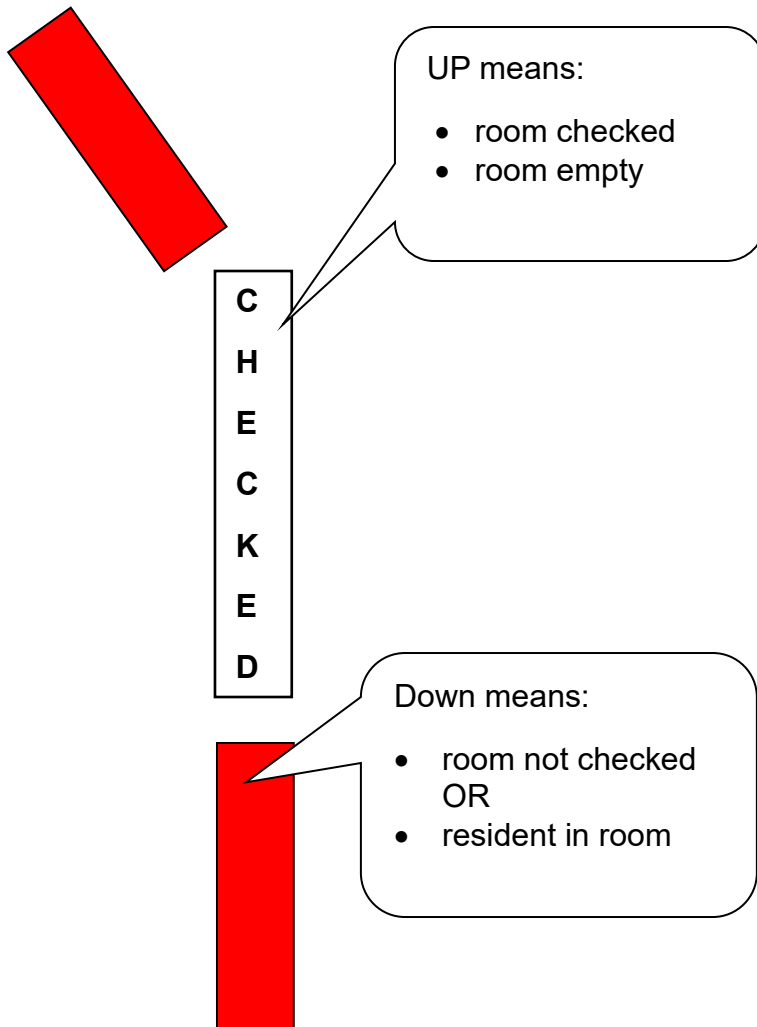 UP means:
• room checked
• room empty
C
H
E
C
K
E
D
Down means:
• room not checked
OR
• resident in room